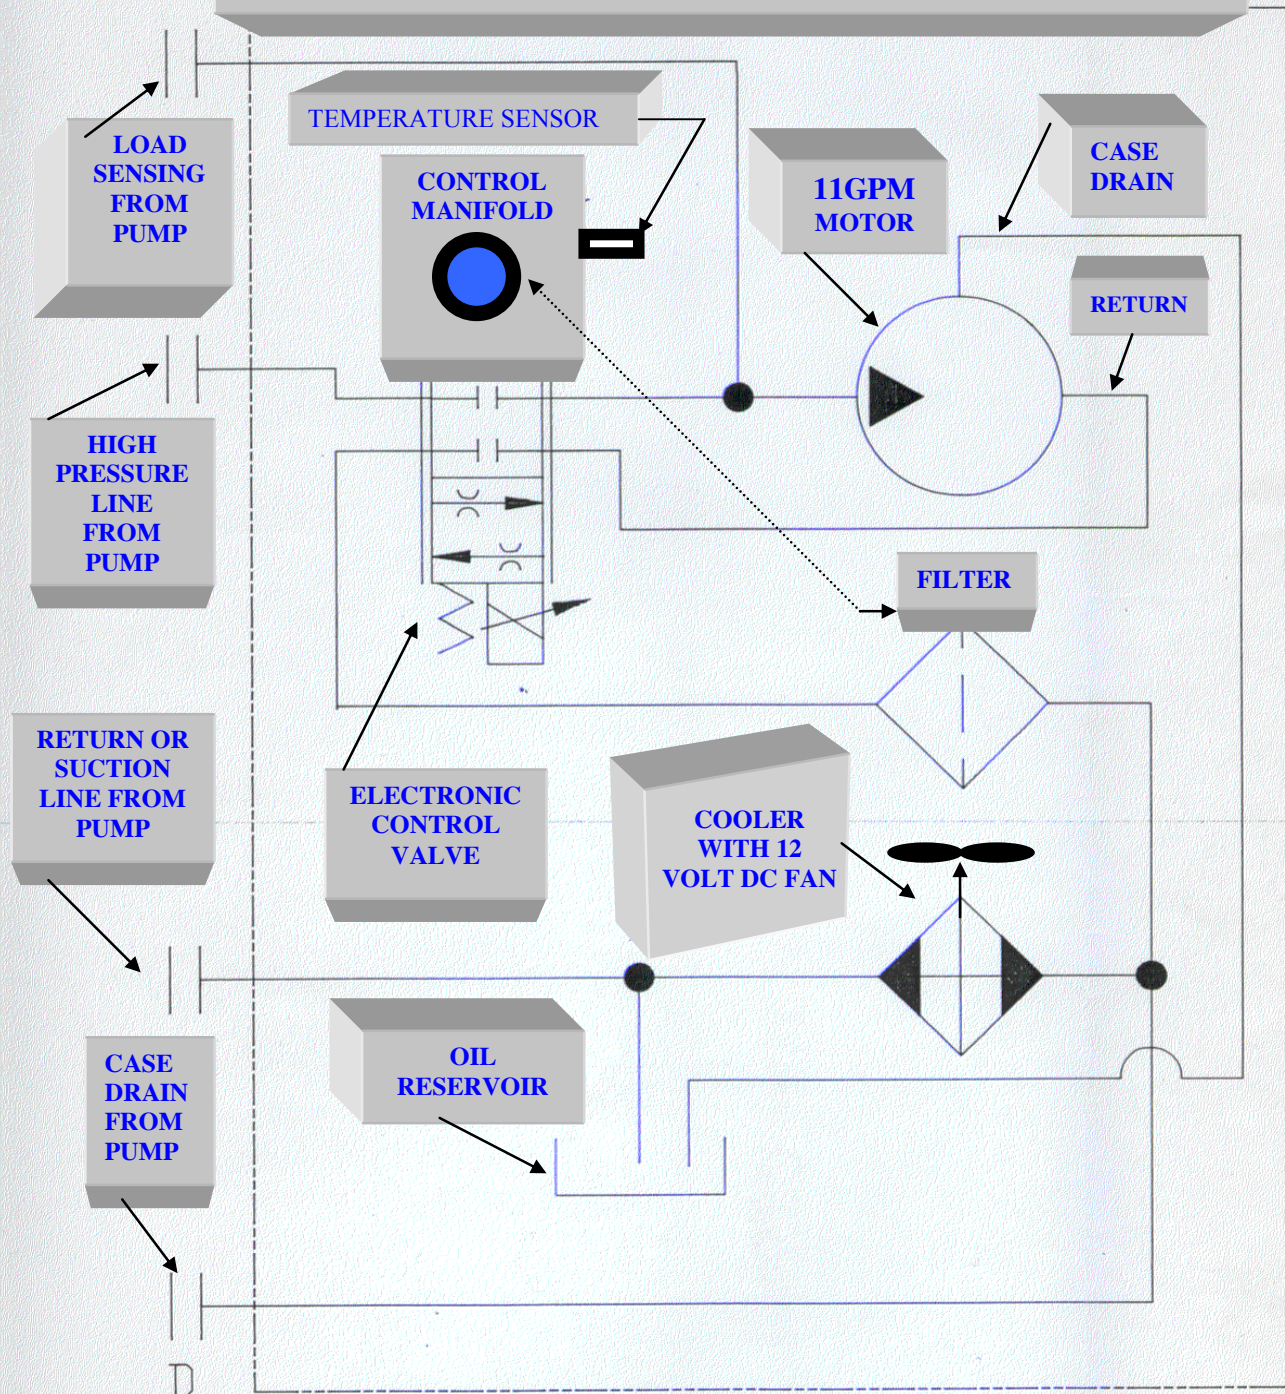 TEMPERATURE SENSOR
LOAD
SENSING
FROM
PUMP
CONTROL
MANIFOLD
11GPM
MOTOR
CASE
DRAIN
RETURN
HIGH
PRESSURE
LINE
FROM
PUMP
FILTER
RETURN OR
SUCTION
LINE FROM
PUMP
ELECTRONIC
CONTROL
VALVE
COOLER
WITH 12
VOLT DC FAN
OIL
RESERVOIR
CASE
DRAIN
FROM
PUMP